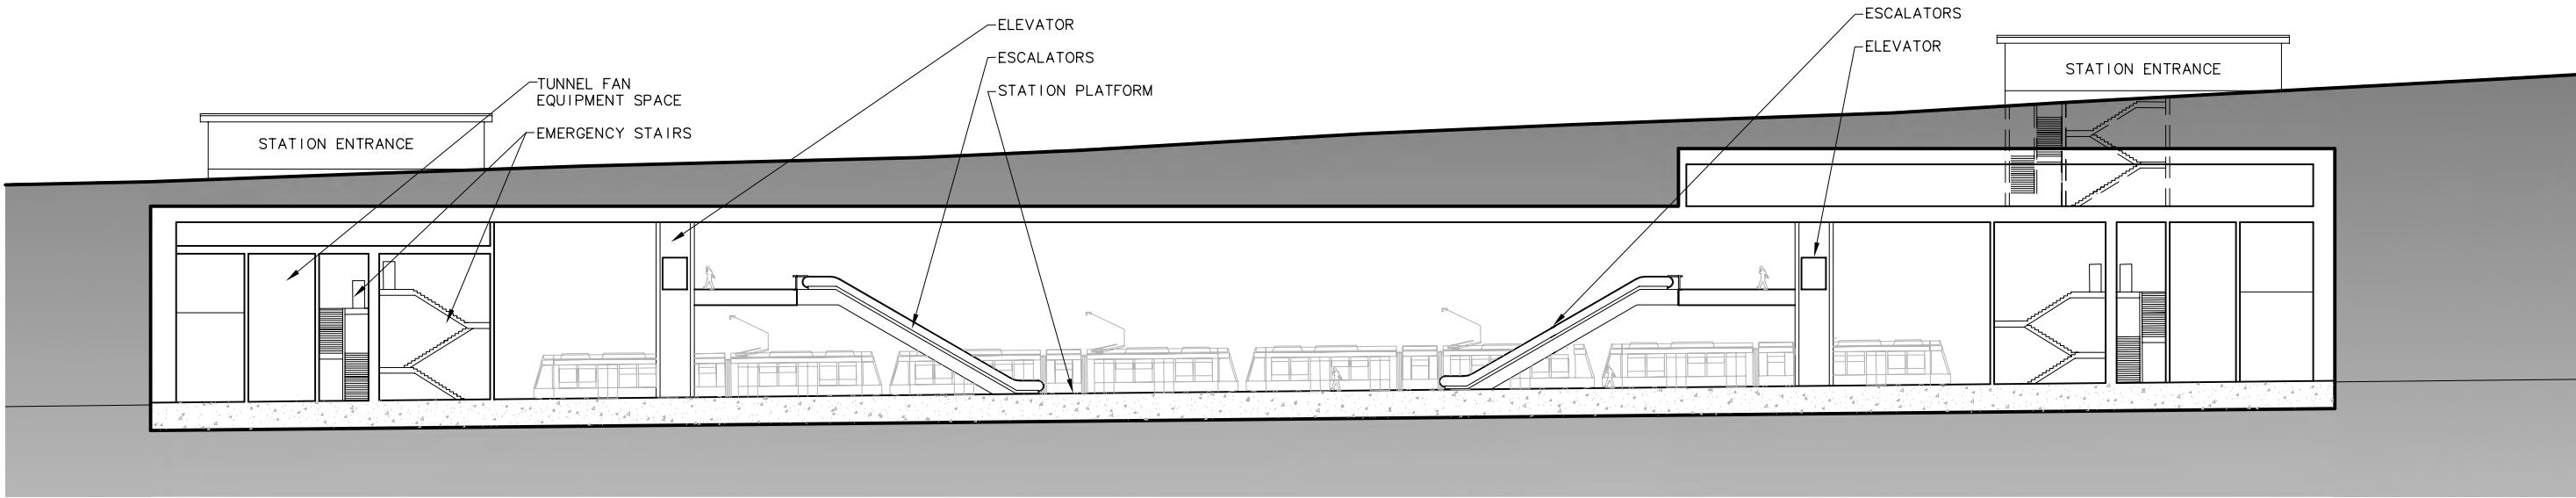 STATION ENTRANCE
TUNNEL FAN
EQUIPMENT SPACE
EMERGENCY STAIRS
ELEVATOR
ESCALATORS
STATION PLATFORM
ESCALATORS
ELEVATOR
STATION ENTRANCE